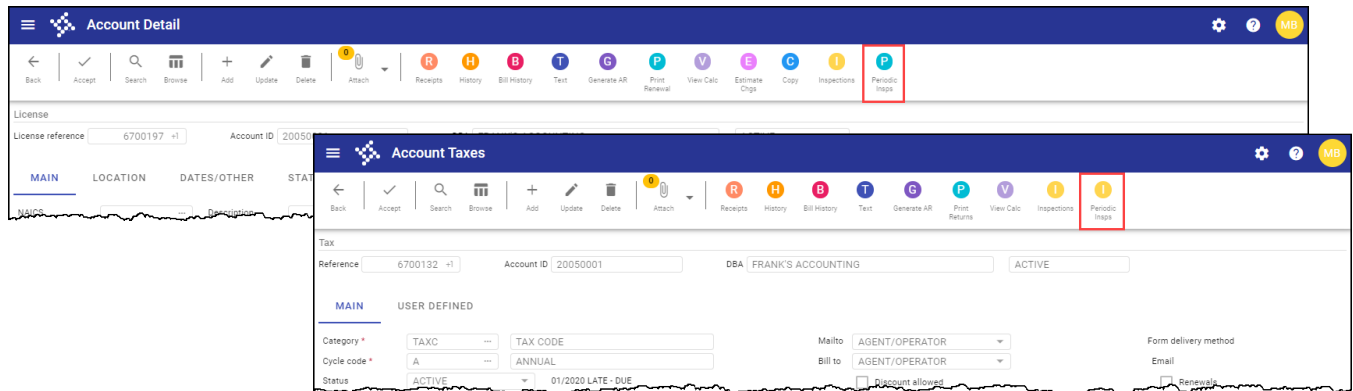 Account Detail
MB
Back
Accept
Search
Browse
Add
Update
Delete
0
Attach
R
Receipts
H
History
B
Bill History
T
Text
G
Generate AR
P
Print
Renewal
V
View Calc
E
Estimate
Chgs
C
Copy
I
Inspections
P
Periodic
Insps
License
License reference 6700197 +I Account ID 20050
MAIN LOCATION DATES/OTHER STAT
NAICS ... Description
Account Taxes
MB
Back
Accept
Search
Browse
Add
Update
Delete
0
Attach
R
Receipts
H
History
B
Bill History
T
Text
G
Generate AR
P
Print
Returns
V
View Calc
I
Inspections
I
Periodic
Insps
Tax
Reference 6700132 +I Account ID 20050001 DBA FRANK'S ACCOUNTING ACTIVE
MAIN USER DEFINED
Category * TAXC ... TAX CODE Mailto AGENT/OPERATOR Form delivery method
Cycle code * A ... ANNUAL Bill to AGENT/OPERATOR Email
Status ACTIVE 01/2020 LATE - DUE Discount allowed Renewals